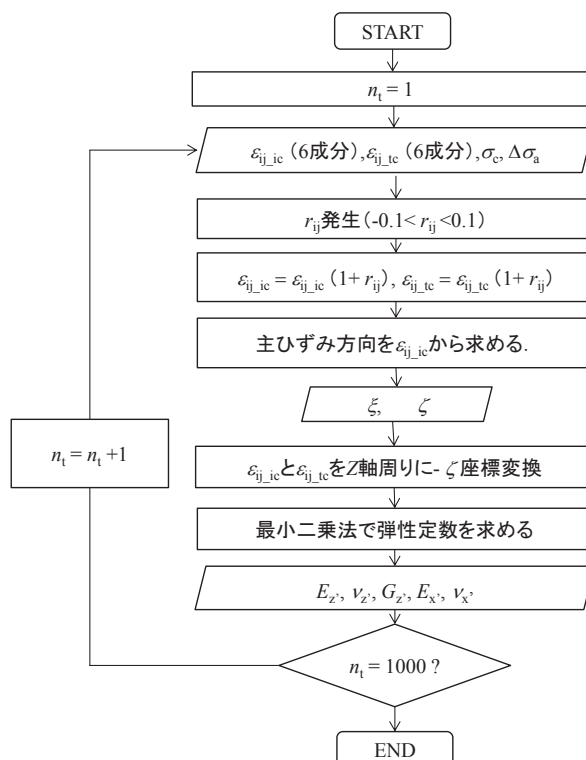 START
n_t = 1
ε_ij_ic (6成分),ε_ij_tc (6成分),σ_c, Δσ_a
r_ij発生(-0.1< r_ij <0.1)
ε_ij_ic = ε_ij_ic (1+ r_ij), ε_ij_tc = ε_ij_tc (1+ r_ij)
主ひずみ方向をε_ij_icから求める.
ξ, ζ
n_t = n_t +1
ε_ij_icとε_ij_tcをZ軸周りに- ζ座標変換
最小二乗法で弾性定数を求める
E_z’, ν_z’, G_z’, E_x’, ν_x’
n_t = 1000 ?
END